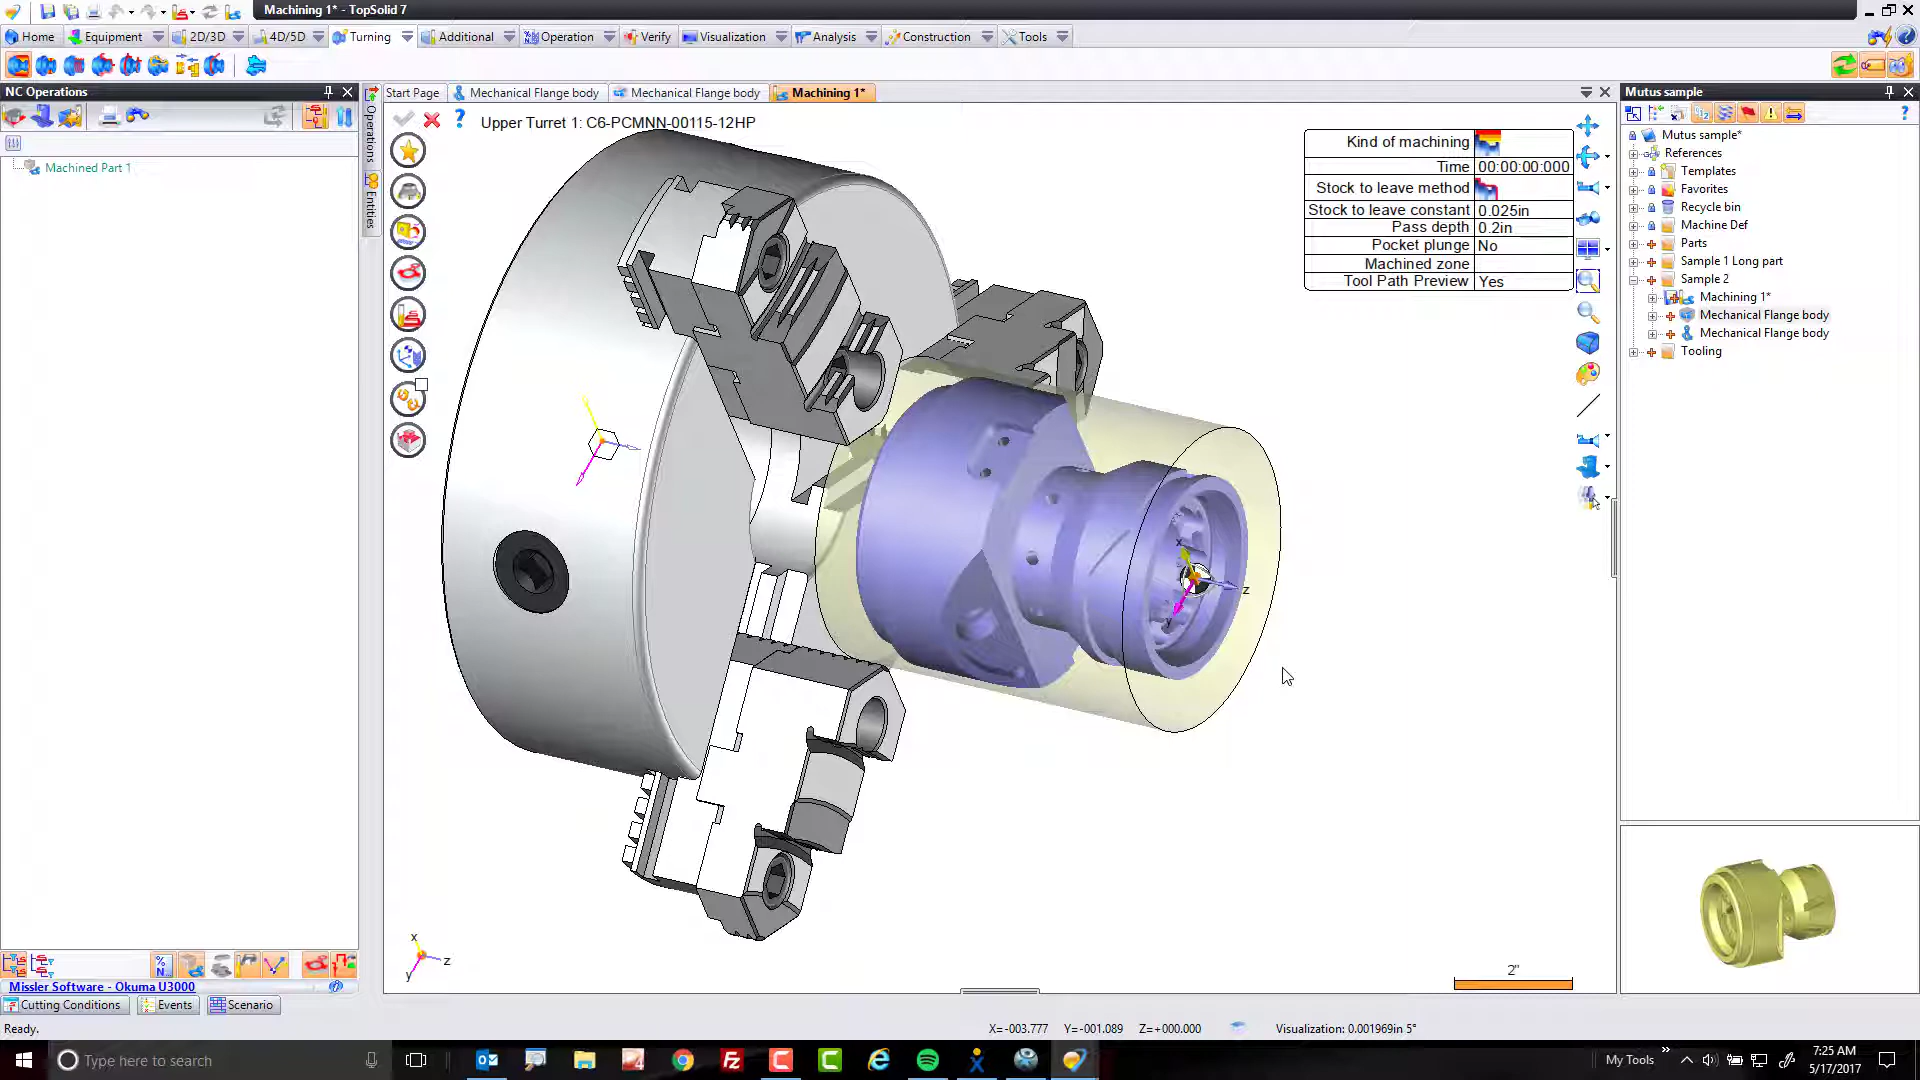 Machining 1* - TopSolid 7
Home
Equipment
2D/3D
4D/5D
Turning
Additional
Operation
Verify
Visualization
Analysis
Construction
Tools
NC Operations
Machined Part 1
Operations
Entities
Start Page
Mechanical Flange body
Mechanical Flange body
Machining 1*
Upper Turret 1: C6-PCMNN-00115-12HP
Kind of machining
Time 00:00:00:000
Stock to leave method
Stock to leave constant 0.025in
Pass depth 0.2in
Pocket plunge No
Machined zone
Tool Path Preview Yes
x
y
z
x
y
z
2"
Mutus sample
Mutus sample*
References
Templates
Favorites
Recycle bin
Machine Def
Parts
Sample 1 Long part
Sample 2
Machining 1*
Mechanical Flange body
Mechanical Flange body
Tooling
Missler Software - Okuma U3000
Cutting Conditions
Events
Scenario
Ready.
X=-003.777 Y=-001.089 Z=+000.000
Visualization: 0.001969in 5°
Type here to search
My Tools
7:25 AM
5/17/2017